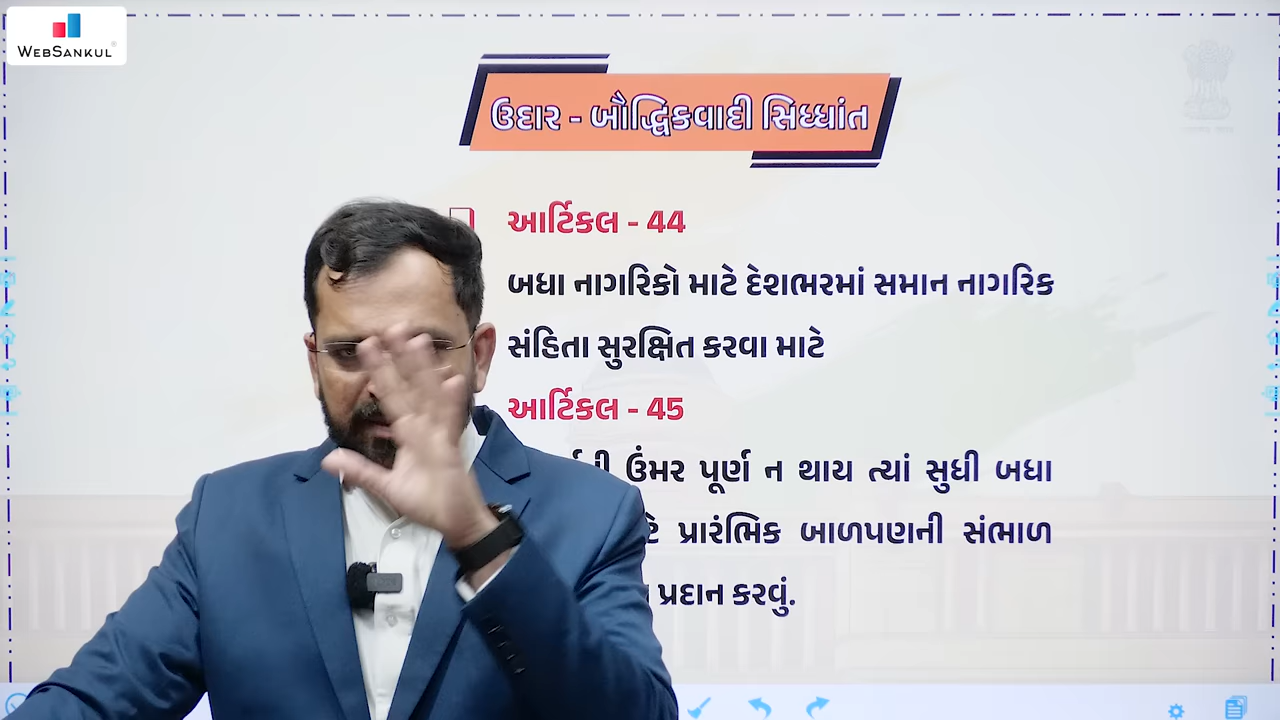 WEBSANKUL
ઉદાર - બૌદ્ધિકવાદી સિધ્ધાંત
આર્ટિકલ - 44
બધા નાગરિકો માટે દેશભરમાં સમાન નાગરિક
સંહિતા સુરક્ષિત કરવા માટે
આર્ટિકલ - 45
ઉંમર પૂર્ણ ન થાય ત્યાં સુધી બધા
પ્રારંભિક બાળપણની સંભાળ
પ્રદાન કરવું.